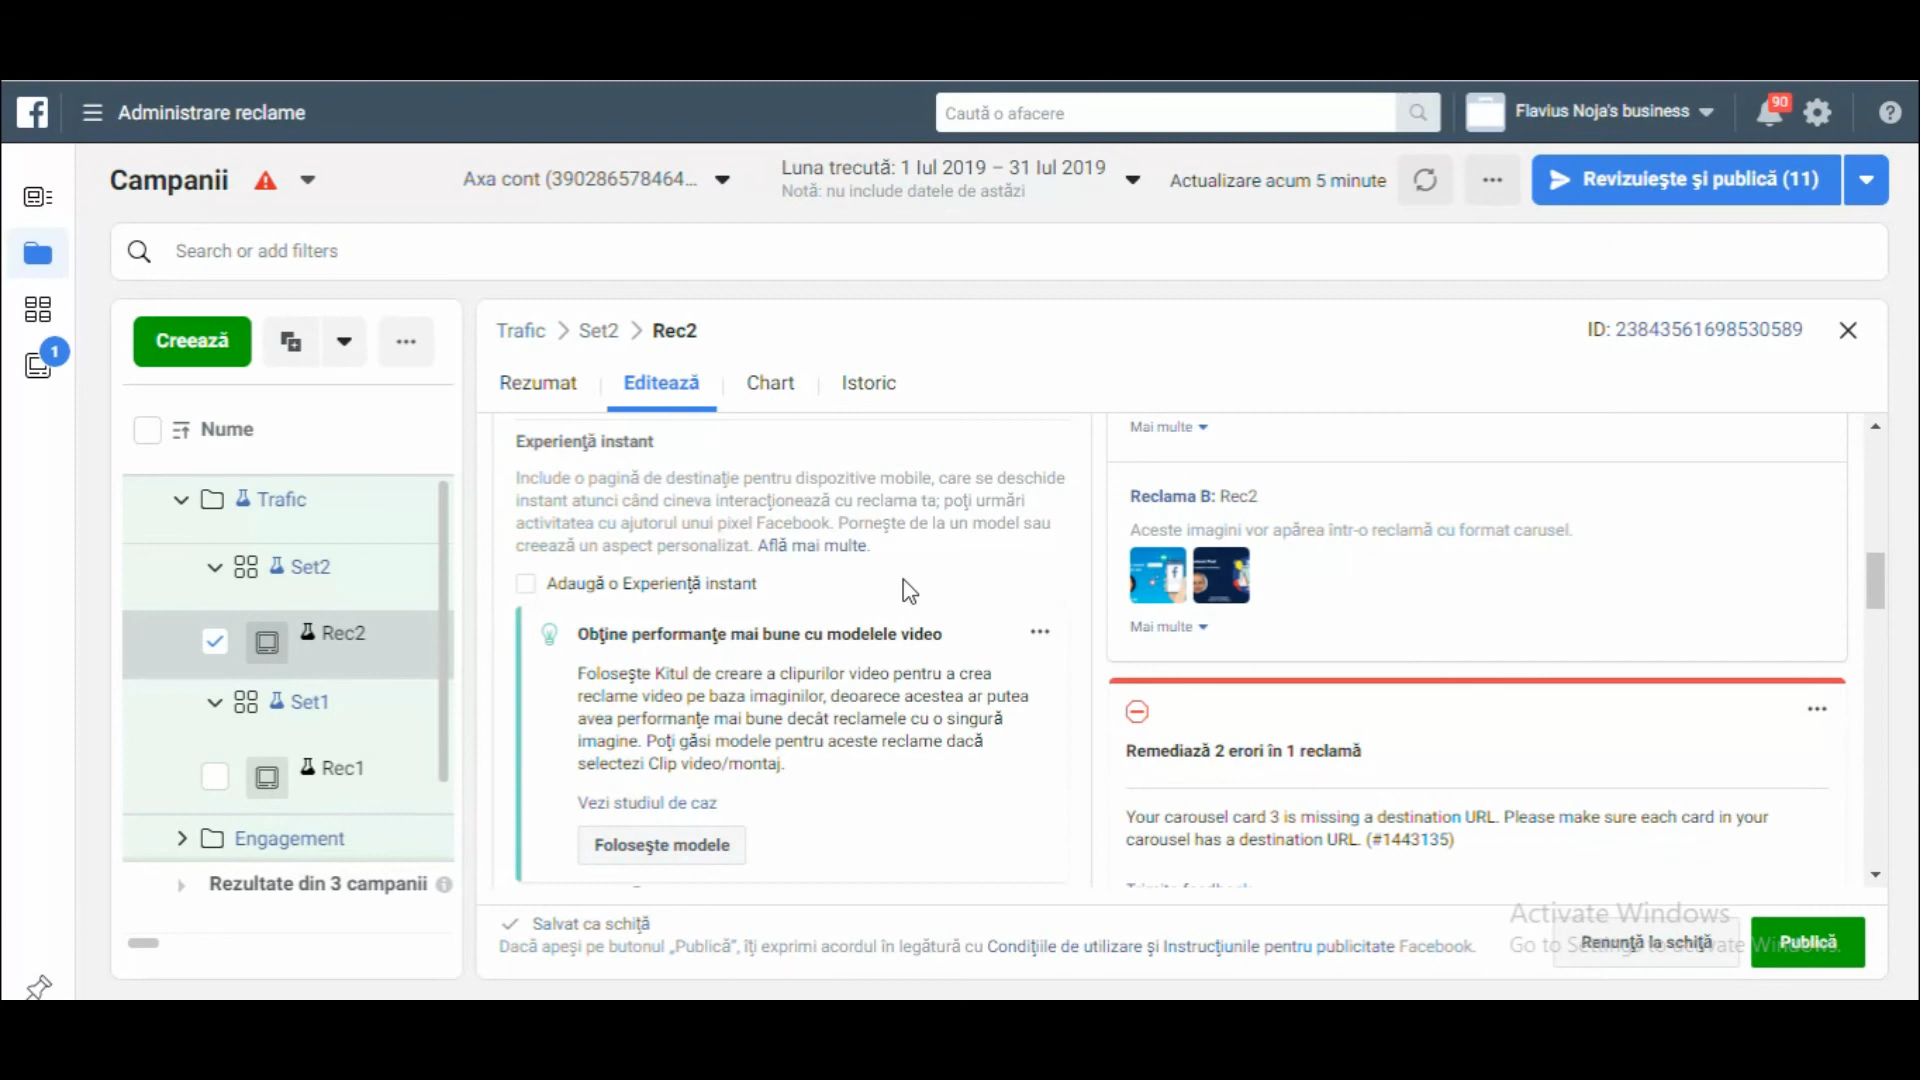 Administrare reclame
Caută o afacere
Flavius Noja's business
90
Campanii
Axa cont (390286578464...
Luna trecută: 1 Iul 2019 – 31 Iul 2019
Notă: nu include datele de astăzi
Actualizare acum 5 minute
Revizuieşte şi publică (11)
Search or add filters
1
Creează
Nume
Trafic
Set2
Rec2
Set1
Rec1
Engagement
Rezultate din 3 campanii
Trafic > Set2 > Rec2
ID: 23843561698530589
Rezumat
Editează
Chart
Istoric
Experienţă instant
Include o pagină de destinaţie pentru dispozitive mobile, care se deschide
instant atunci când cineva interacţionează cu reclama ta; poţi urmări
activitatea cu ajutorul unui pixel Facebook. Porneşte de la un model sau
creează un aspect personalizat. Află mai multe.
Adaugă o Experienţă instant
Obţine performanţe mai bune cu modelele video
Foloseşte Kitul de creare a clipurilor video pentru a crea
reclame video pe baza imaginilor, deoarece acestea ar putea
avea performanţe mai bune decât reclamele cu o singură
imagine. Poţi găsi modele pentru aceste reclame dacă
selectezi Clip video/montaj.
Vezi studiul de caz
Foloseşte modele
Mai multe
Reclama B: Rec2
Aceste imagini vor apărea într-o reclamă cu format carusel.
Mai multe
Remediază 2 erori în 1 reclamă
Your carousel card 3 is missing a destination URL. Please make sure each card in your
carousel has a destination URL. (#1443135)
Salvat ca schiţă
Dacă apeşi pe butonul „Publică”, îţi exprimi acordul în legătură cu Condiţiile de utilizare şi Instrucţiunile pentru publicitate Facebook.
Renunţă la schiţă
Publică
Activate Windows
Go to Settings to activate Windows.